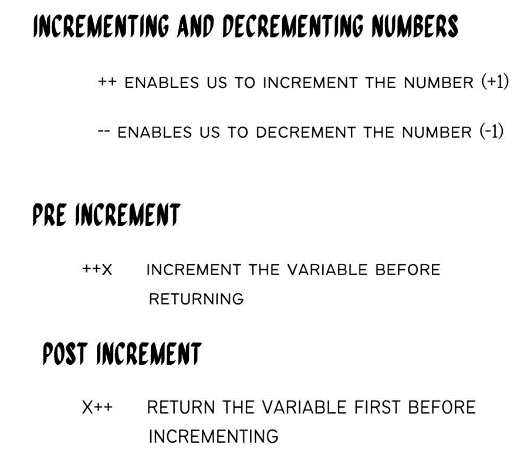 INCREMENTING AND DECREMENTING NUMBERS
++ ENABLES US TO INCREMENT THE NUMBER (+1)
-- ENABLES US TO DECREMENT THE NUMBER (-1)
PRE INCREMENT
++X INCREMENT THE VARIABLE BEFORE
RETURNING
POST INCREMENT
X++ RETURN THE VARIABLE FIRST BEFORE
INCREMENTING